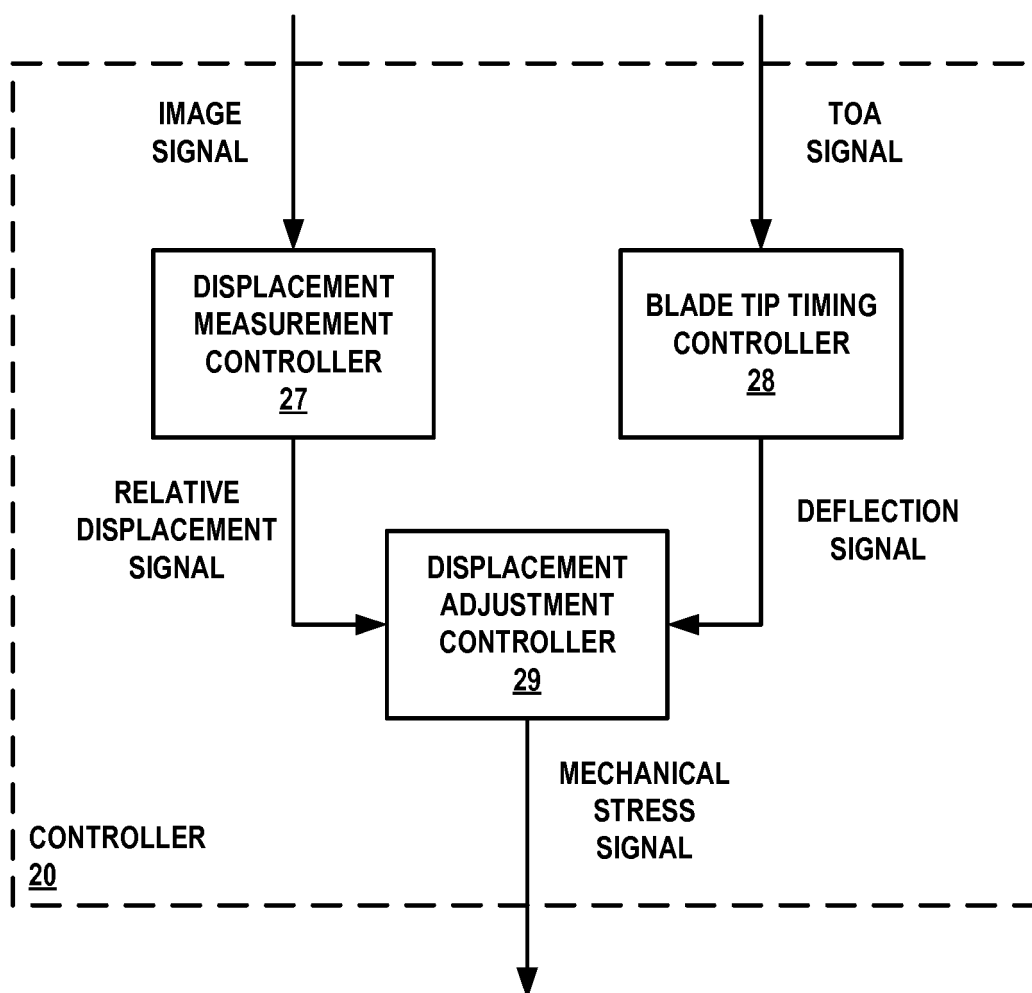 IMAGE
SIGNAL
TOA
SIGNAL
DISPLACEMENT
MEASUREMENT
CONTROLLER
27
BLADE TIP TIMING
CONTROLLER
28
RELATIVE
DISPLACEMENT
SIGNAL
DEFLECTION
SIGNAL
DISPLACEMENT
ADJUSTMENT
CONTROLLER
29
MECHANICAL
STRESS
SIGNAL
CONTROLLER
20